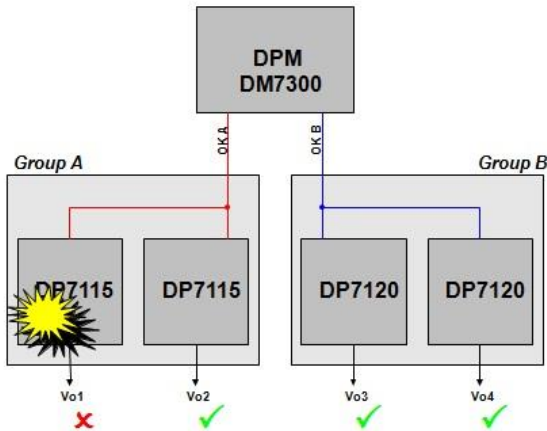 DPM
DM7300
OK A
OK B
Group A
Group B
DP7115
DP7115
DP7120
DP7120
Vo1
Vo2
Vo3
Vo4